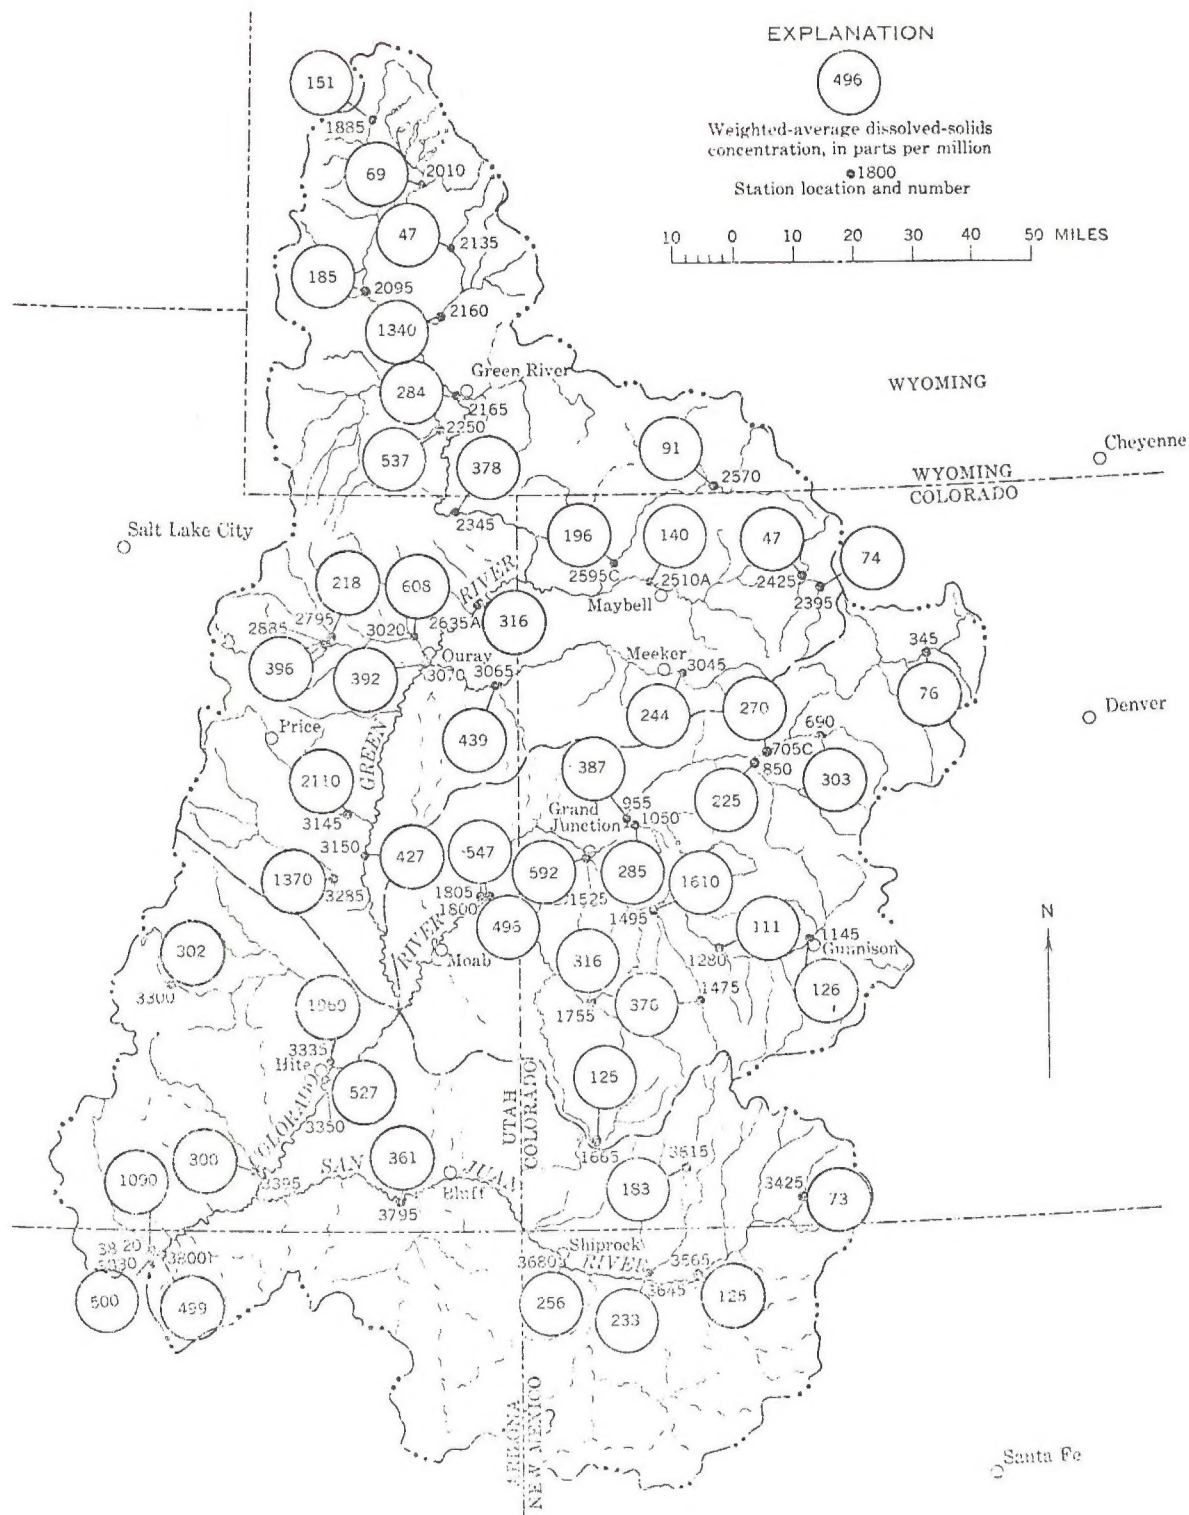 EXPLANATION
496
Weighted-average dissolved-solids
concentration, in parts per million
1800
Station location and number
10 0 10 20 30 40 50 MILES
151
1885
69
2010
47
2135
185
2095
2160
1340
Green River
284
2165
2250
537
378
2345
WYOMING
91
2570
Cheyenne
WYOMING
COLORADO
Salt Lake City
196
140
47
74
2595C
2510A
2425
2395
Maybell
218
608
RIVER
2635A
316
2795
2885
3020
396
392
Ouray
3070
3065
439
Meeker
3045
244
270
345
76
Denver
Price
GREEN
2110
3145
387
690
705C
850
225
303
955
Grand
Junction
1050
3150
427
547
592
285
1610
1370
3285
1805
1800
1525
1495
496
RIVER
Moab
111
1145
Gunnison
1280
126
302
3300
316
1755
376
1475
N
1960
3335
Hite
527
3350
COLORADO
125
1665
UTAH
COLORADO
300
3395
SAN
361
3795
Bluff
183
3615
3425
73
1090
3800
500
499
Shiprock
RIVER
3680
3565
3645
256
233
125
ARIZONA
NEW MEXICO
Santa Fe